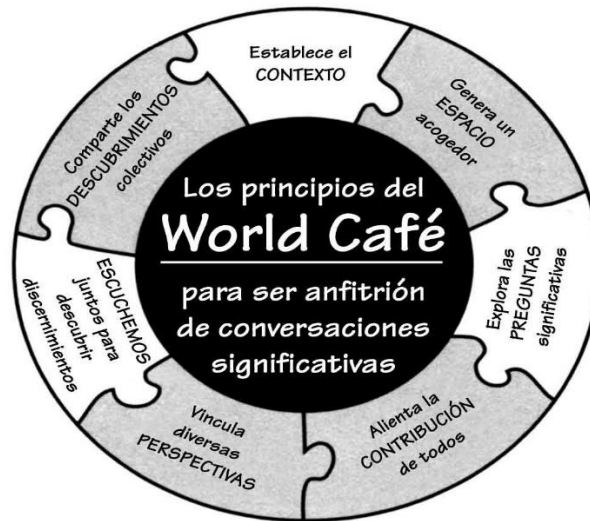 Los principios del
World Café
para ser anfitrión
de conversaciones
significativas
Establece el
CONTEXTO
Genera un
ESPACIO
acogedor
Explora las
PREGUNTAS
significativas
Alienta la
CONTRIBUCIÓN
de todos
Vincula
diversas
PERSPECTIVAS
ESCUCHEMOS
juntos para
descubrir
discernimientos
Comparte los
DESCUBRIMIENTOS
colectivos